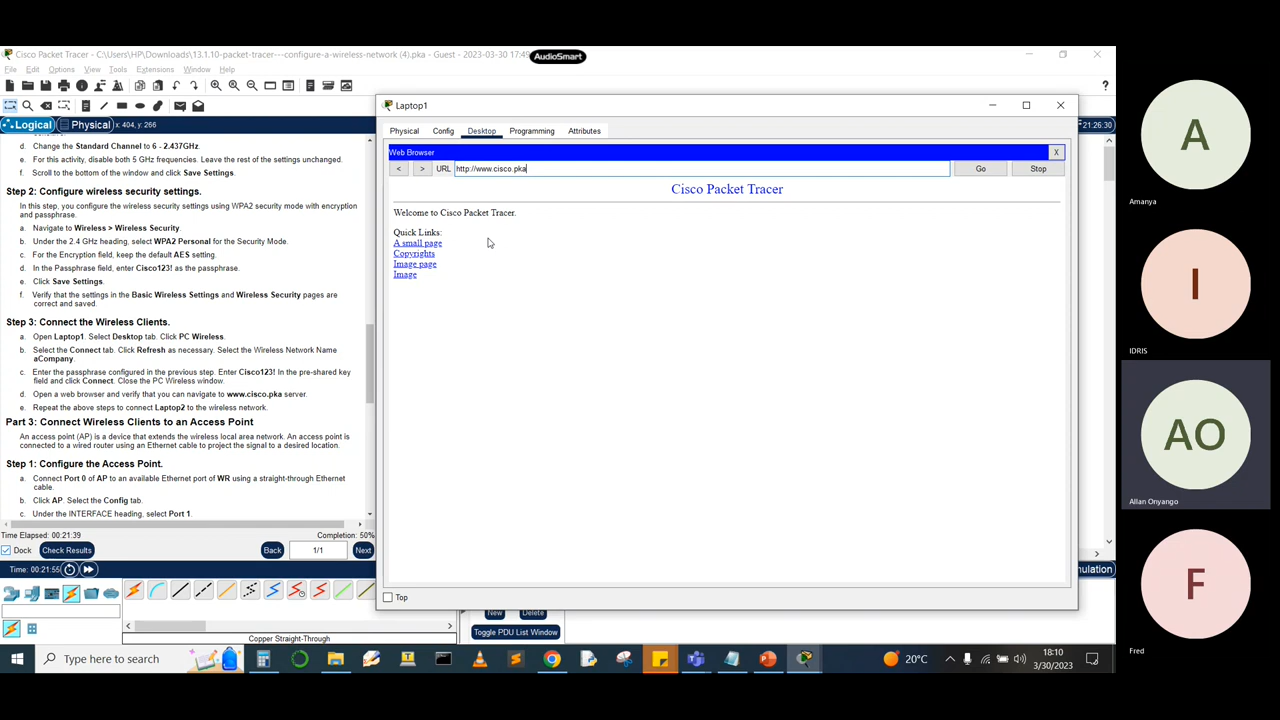 Cisco Packet Tracer - C:\Users\HP\Downloads\13.1.10-packet-tracer---configure-a-wireless-network (4).pka - Guest - 2023-03-30 17:49
AudioSmart
File Edit Options View Tools Extensions Window Help
Logical Physical x: 404, y: 266
21:26:30
d. Change the Standard Channel to 6 - 2.437GHz.
e. For this activity, disable both 5 GHz frequencies. Leave the rest of the settings unchanged.
f. Scroll to the bottom of the window and click Save Settings.
Step 2: Configure wireless security settings.
In this step, you configure the wireless security settings using WPA2 security mode with encryption
and passphrase.
a. Navigate to Wireless > Wireless Security.
b. Under the 2.4 GHz heading, select WPA2 Personal for the Security Mode.
c. For the Encryption field, keep the default AES setting.
d. In the Passphrase field, enter Cisco123! as the passphrase.
e. Click Save Settings.
f. Verify that the settings in the Basic Wireless Settings and Wireless Security pages are
correct and saved.
Step 3: Connect the Wireless Clients.
a. Open Laptop1. Select Desktop tab. Click PC Wireless.
b. Select the Connect tab. Click Refresh as necessary. Select the Wireless Network Name
aCompany.
c. Enter the passphrase configured in the previous step. Enter Cisco123! In the pre-shared key
field and click Connect. Close the PC Wireless window.
d. Open a web browser and verify that you can navigate to www.cisco.pka server.
e. Repeat the above steps to connect Laptop2 to the wireless network.
Part 3: Connect Wireless Clients to an Access Point
An access point (AP) is a device that extends the wireless local area network. An access point is
connected to a wired router using an Ethernet cable to project the signal to a desired location.
Step 1: Configure the Access Point.
a. Connect Port 0 of AP to an available Ethernet port of WR using a straight-through Ethernet
cable.
b. Click AP. Select the Config tab.
c. Under the INTERFACE heading, select Port 1.
Time Elapsed: 00:21:39 Completion: 50%
Dock Check Results Back 1/1 Next
Time: 00:21:55
Copper Straight-Through
New Delete
Toggle PDU List Window
Laptop1
Physical Config Desktop Programming Attributes
Web Browser X
< > URL http://www.cisco.pka Go Stop
Cisco Packet Tracer
Welcome to Cisco Packet Tracer.
Quick Links:
A small page
Copyrights
Image page
Image
Top
A
Amanya
I
IDRIS
AO
Allan Onyango
F
Fred
Type here to search
20°C
18:10
3/30/2023